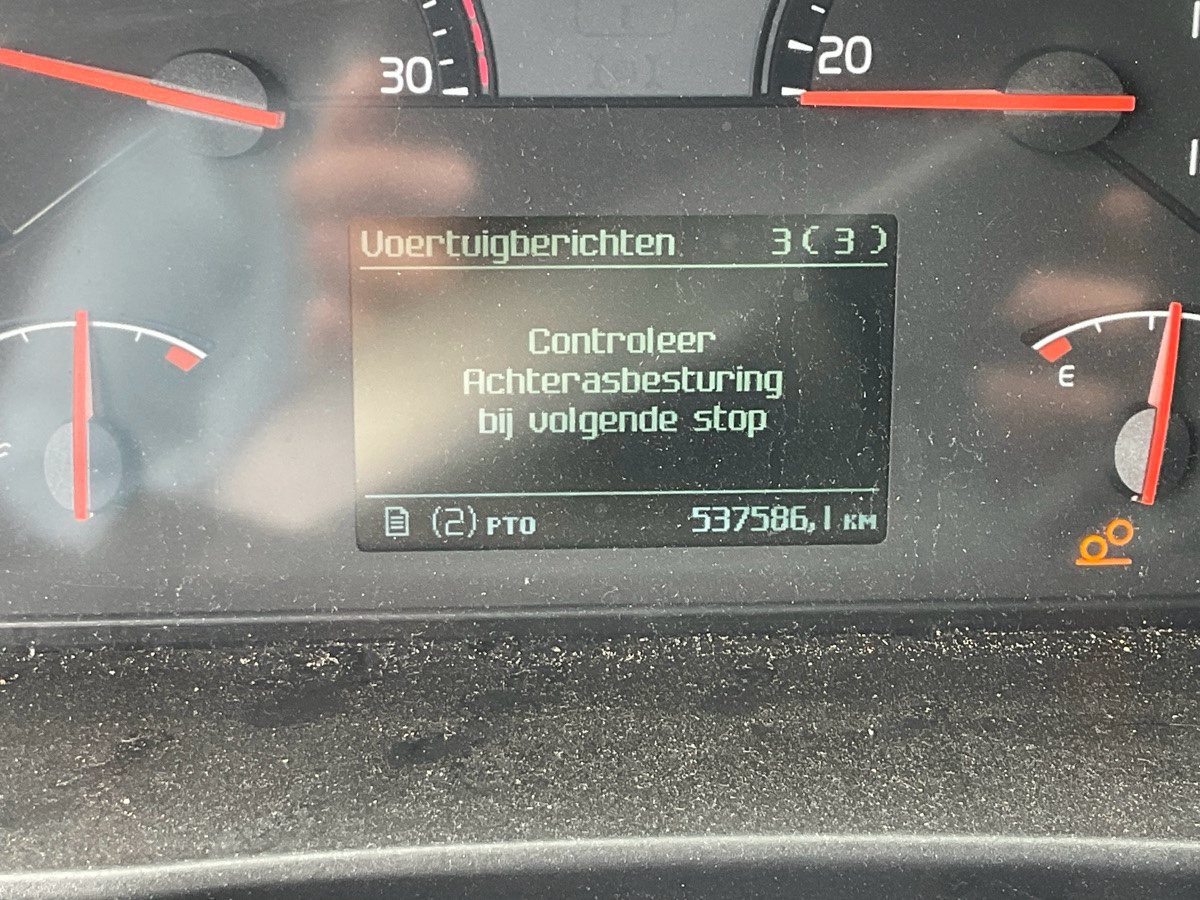 30
20
Voertuigberichten 3(3)
Controleer
Achterasbesturing
bij volgende stop
E
(2) PTO 537586,1 KM